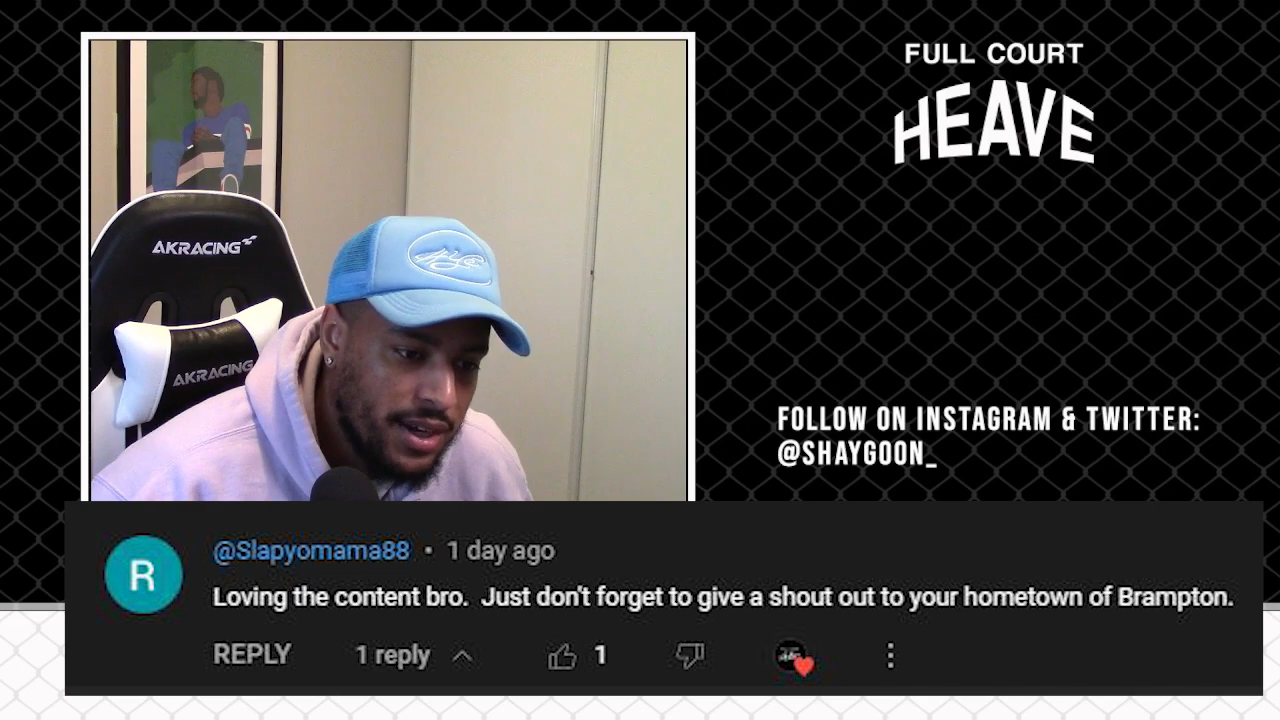 FULL COURT
HEAVE
AKRACING
AKRACING
FOLLOW ON INSTAGRAM & TWITTER:
@SHAYGOON_
R
@Slapyomama88 • 1 day ago
Loving the content bro.  Just don't forget to give a shout out to your hometown of Brampton.
REPLY 1 reply 1